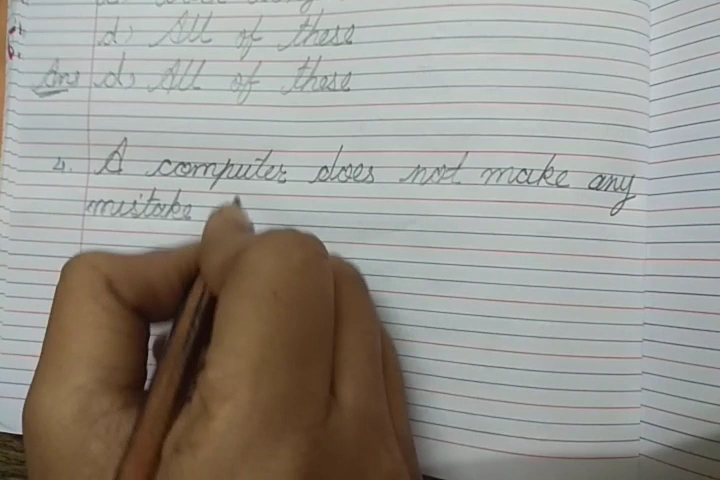 d) All of these
Ans d) All of these
4. A computer does not make any
mistake